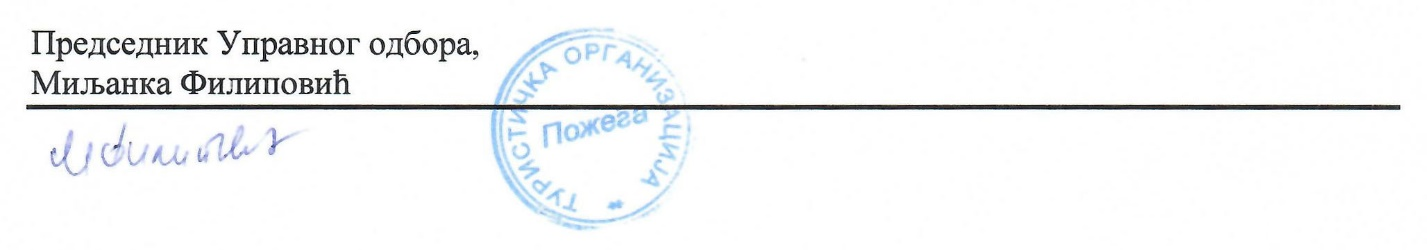 Председник Управног одбора,
Миљанка Филиповић
ТУРИСТИЧКА ОРГАНИЗАЦИЈА
Пожега